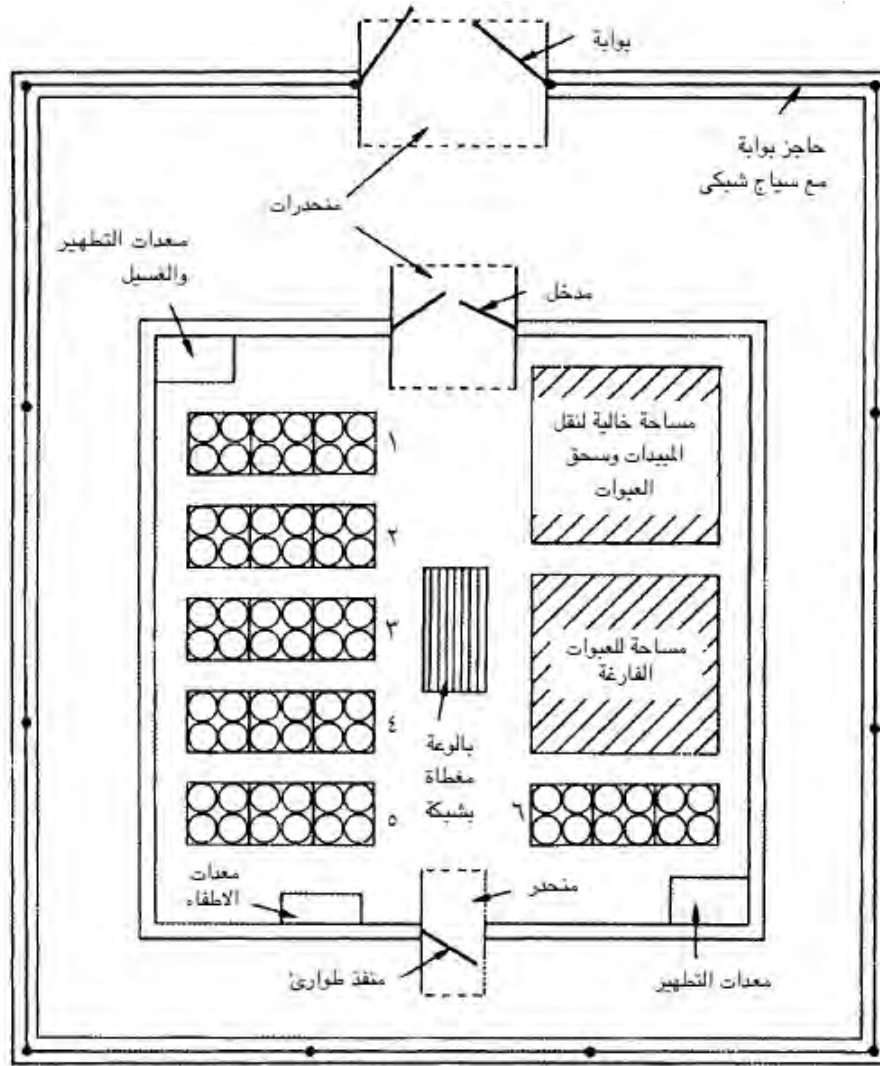 بوابة
حاجز بوابة
مع سياج شبكى
منحدرات
معدات التطهير
والغسيل
مدخل
مساحة خالية لنقل
المبيدات وسحق
العبوات
١
٢
٣
مساحة للعبوات
الفارغة
٤
بالوعة
مغطاة
بشبكة
٥
٦
معدات
الاطفاء
منحدر
منفذ طوارئ
معدات التطهير